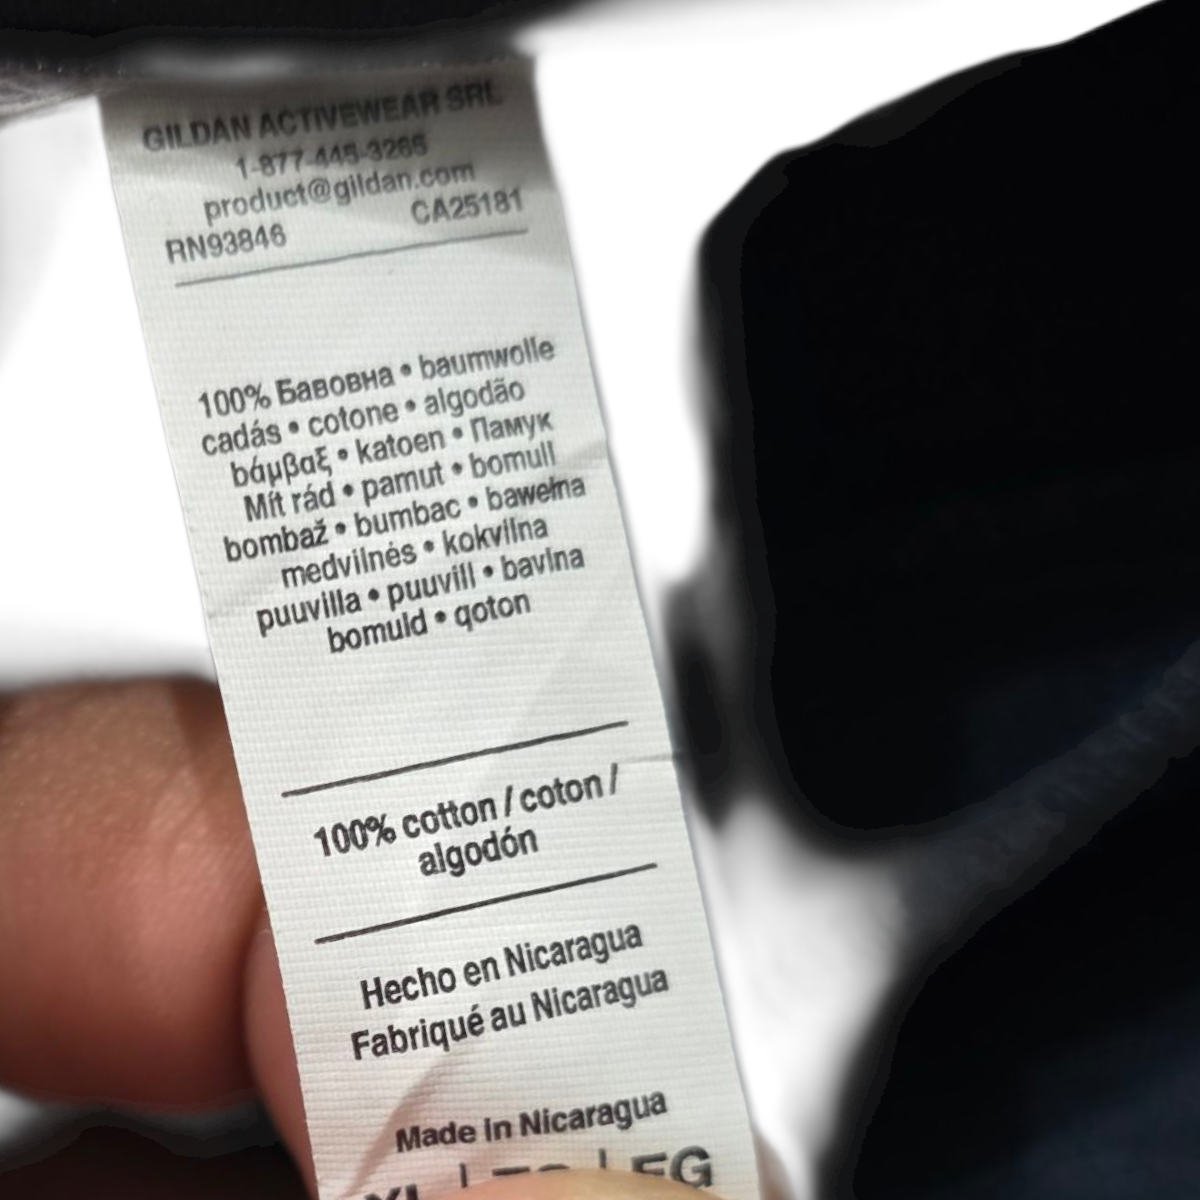 GILDAN ACTIVEWEAR SRL
1-877-445-3265
product@gildan.com
RN93846 CA25181
100% Бавовна • baumwolle
cadás • cotone • algodão
βάμβαξ • katoen • Памук
Mít rád • pamut • bomull
bombaž • bumbac • bawełna
medvilnės • kokvilna
puuvilla • puuvill • bavlna
bomuld • qoton
100% cotton / coton /
algodón
Hecho en Nicaragua
Fabriqué au Nicaragua
Made in Nicaragua
XL | | EG